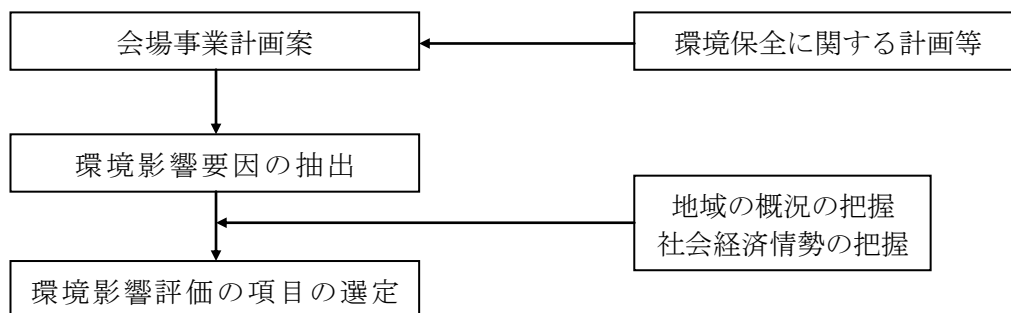 会場事業計画案
環境保全に関する計画等
環境影響要因の抽出
地域の概況の把握
社会経済情勢の把握
環境影響評価の項目の選定